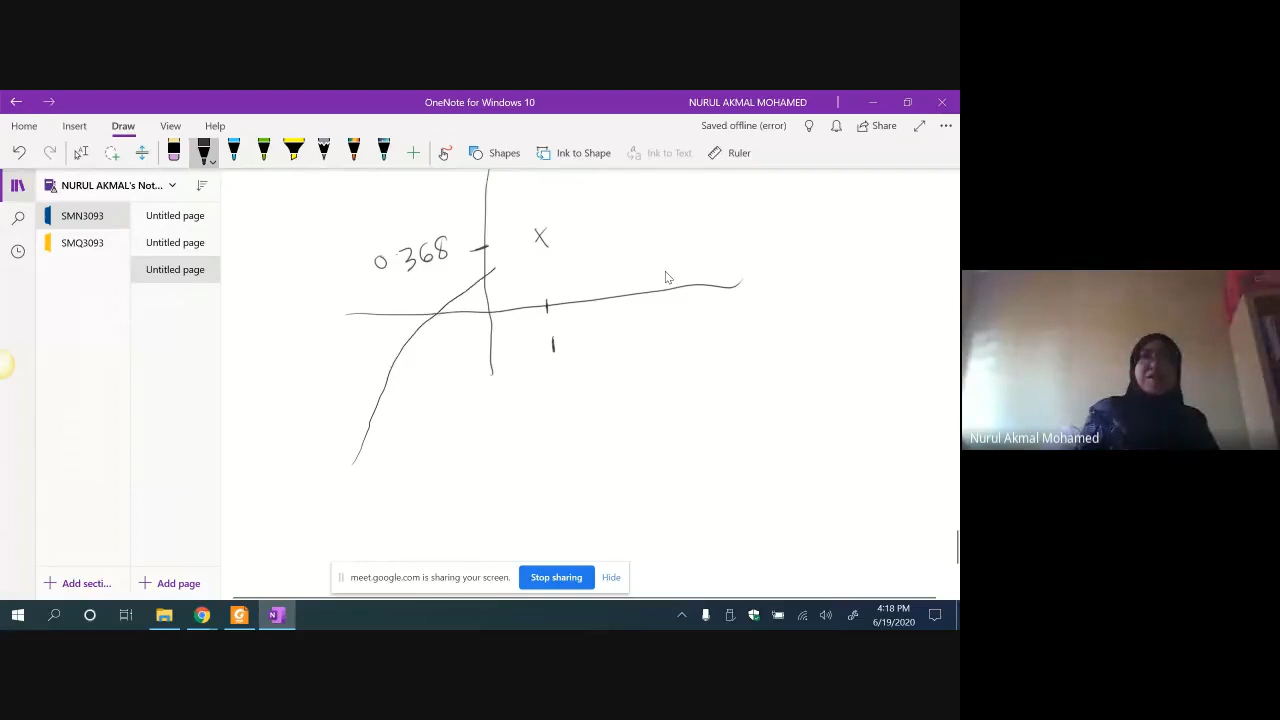 OneNote for Windows 10
NURUL AKMAL MOHAMED
Home Insert Draw View Help
Saved offline (error)
Share
Shapes
Ink to Shape
Ink to Text
Ruler
NURUL AKMAL's Not...
SMN3093
SMQ3093
Untitled page
Untitled page
Untitled page
0.368
x
1
Nurul Akmal Mohamed
meet.google.com is sharing your screen.
Stop sharing
Hide
Add secti...
Add page
4:18 PM
6/19/2020